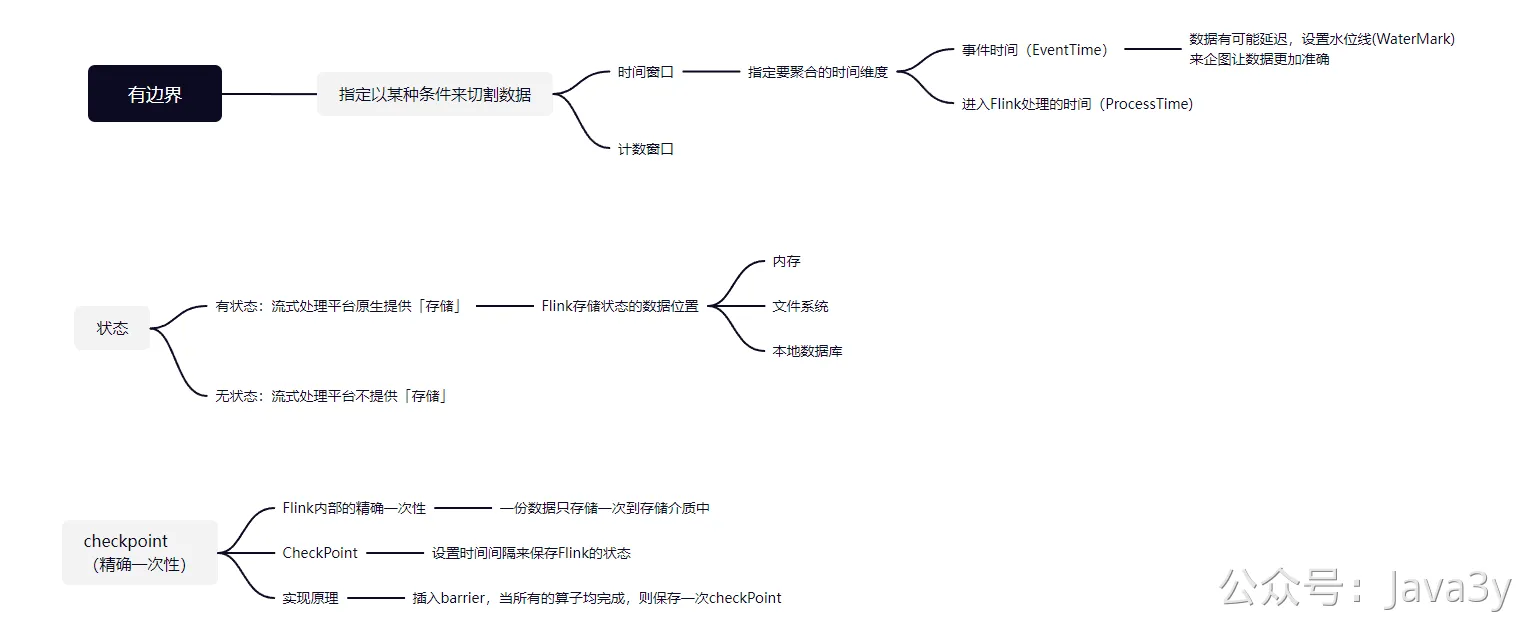 有边界
指定以某种条件来切割数据
时间窗口
指定要聚合的时间维度
事件时间（EventTime）
数据有可能延迟，设置水位线(WaterMark)
来企图让数据更加准确
进入Flink处理的时间（ProcessTime)
计数窗口
状态
有状态：流式处理平台原生提供「存储」
Flink存储状态的数据位置
内存
文件系统
本地数据库
无状态：流式处理平台不提供「存储」
checkpoint
（精确一次性）
Flink内部的精确一次性
一份数据只存储一次到存储介质中
CheckPoint
设置时间间隔来保存Flink的状态
实现原理
插入barrier，当所有的算子均完成，则保存一次checkPoint
公众号：Java3y